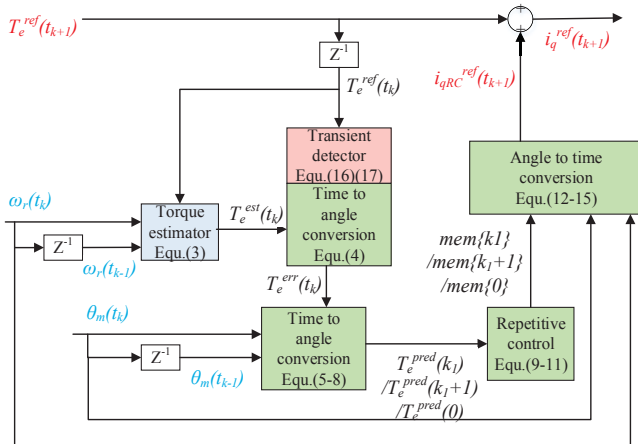 T_e^{ref}(t_{k+1})
i_q^{ref}(t_{k+1})
+
+
Z^{-1}
i_{qRC}^{ref}(t_{k+1})
T_e^{ref}(t_k)
Transient
detector
Equ.(16)(17)
Angle to time
conversion
Equ.(12-15)
ω_r(t_k)
Torque
estimator
Equ.(3)
T_e^{est}(t_k)
Time to
angle
conversion
Equ.(4)
Z^{-1}
ω_r(t_{k-1})
mem{k1}
/mem{k_1+1}
/mem{0}
T_e^{err}(t_k)
θ_m(t_k)
Time to
angle
conversion
Equ.(5-8)
Repetitive
control
Equ.(9-11)
Z^{-1}
θ_m(t_{k-1})
T_e^{pred}(k_1)
/T_e^{pred}(k_1+1)
/T_e^{pred}(0)